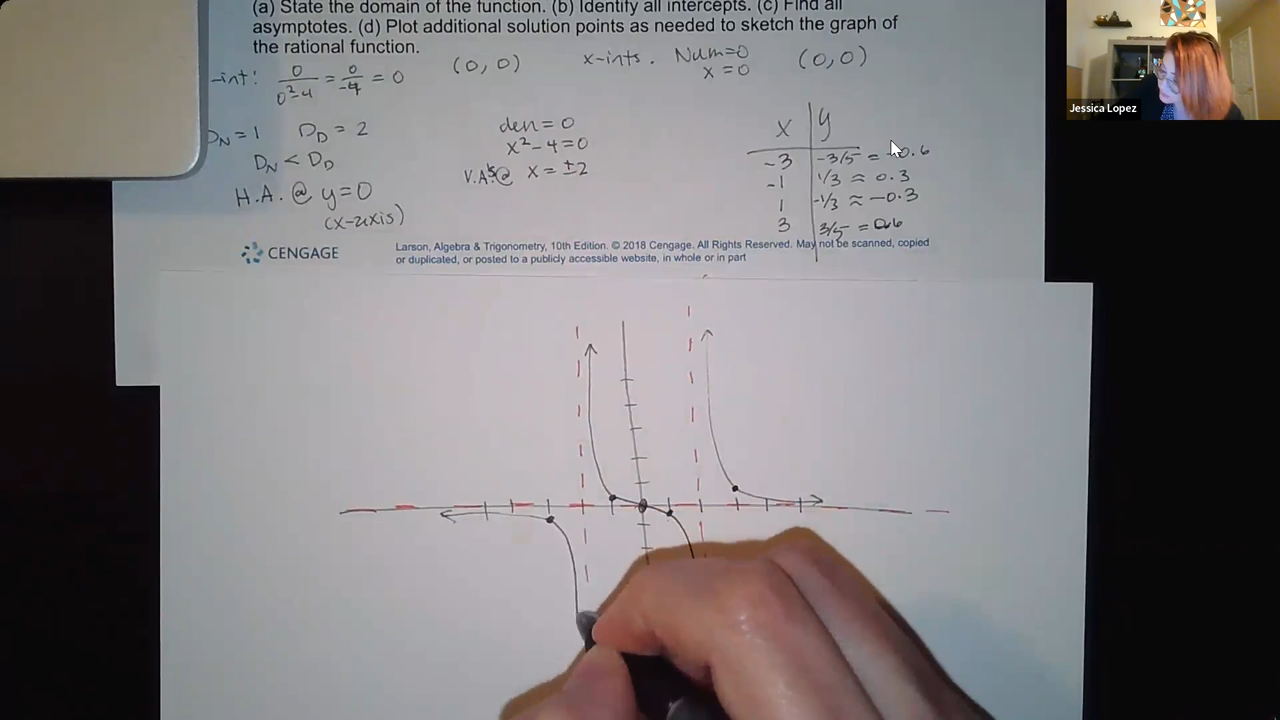 (a) State the domain of the function. (b) Identify all intercepts. (c) Find all
asymptotes. (d) Plot additional solution points as needed to sketch the graph of
the rational function.
-int: 0/(0²-4) = 0/-4 = 0 (0,0) x-ints. Num=0 (0,0)
x=0
D_N = 1 D_D = 2
D_N < D_D
H.A. @ y=0
(x-axis)
den=0
x²-4=0
V.A.'s @ x = ±2
x y
-3 -3/5 = -0.6
-1 1/3 ≈ 0.3
1 -1/3 ≈ -0.3
3 3/5 = 0.6
CENGAGE
Larson, Algebra & Trigonometry, 10th Edition. © 2018 Cengage. All Rights Reserved. May not be scanned, copied
or duplicated, or posted to a publicly accessible website, in whole or in part
Jessica Lopez